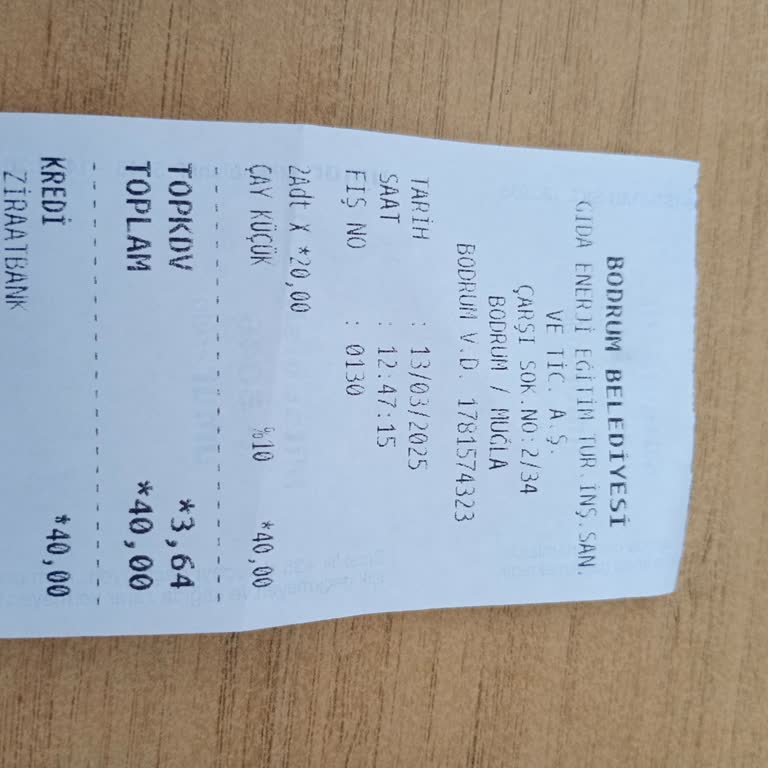 BODRUM BELEDİYESİ
GIDA ENERJİ EĞİTİM TUR.İNŞ.SAN.
VE TİC. A.Ş.
ÇARŞI SOK.NO:2/34
BODRUM / MUĞLA
BODRUM V.D. 1781574323
TARİH : 13/03/2025
SAAT : 12:47:15
FİŞ NO : 0130
2Adt X *20,00
ÇAY KÜÇÜK %10 *40,00
TOPKDV *3,64
TOPLAM *40,00
KREDİ *40,00
ZİRAATBANK